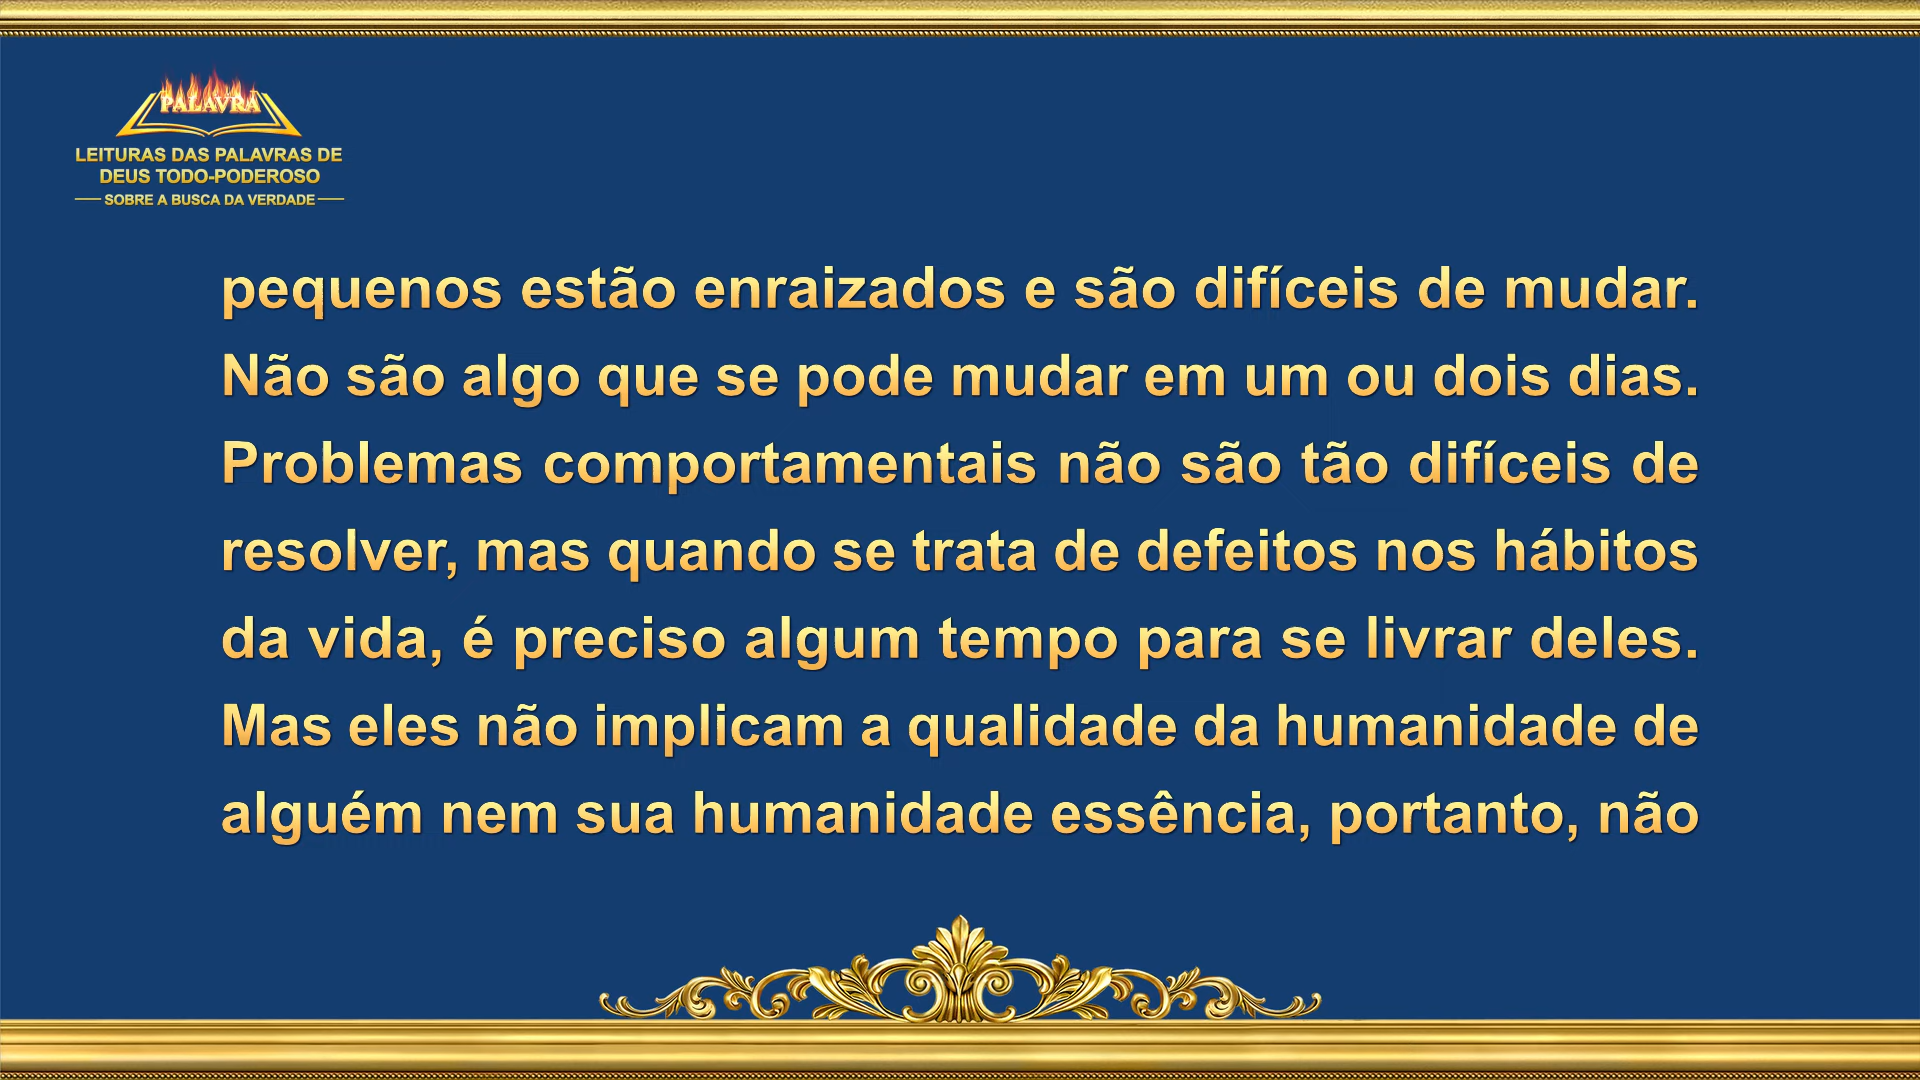 PALAVRA
LEITURAS DAS PALAVRAS DE
DEUS TODO-PODEROSO
SOBRE A BUSCA DA VERDADE
pequenos estão enraizados e são difíceis de mudar.
Não são algo que se pode mudar em um ou dois dias.
Problemas comportamentais não são tão difíceis de
resolver, mas quando se trata de defeitos nos hábitos
da vida, é preciso algum tempo para se livrar deles.
Mas eles não implicam a qualidade da humanidade de
alguém nem sua humanidade essência, portanto, não